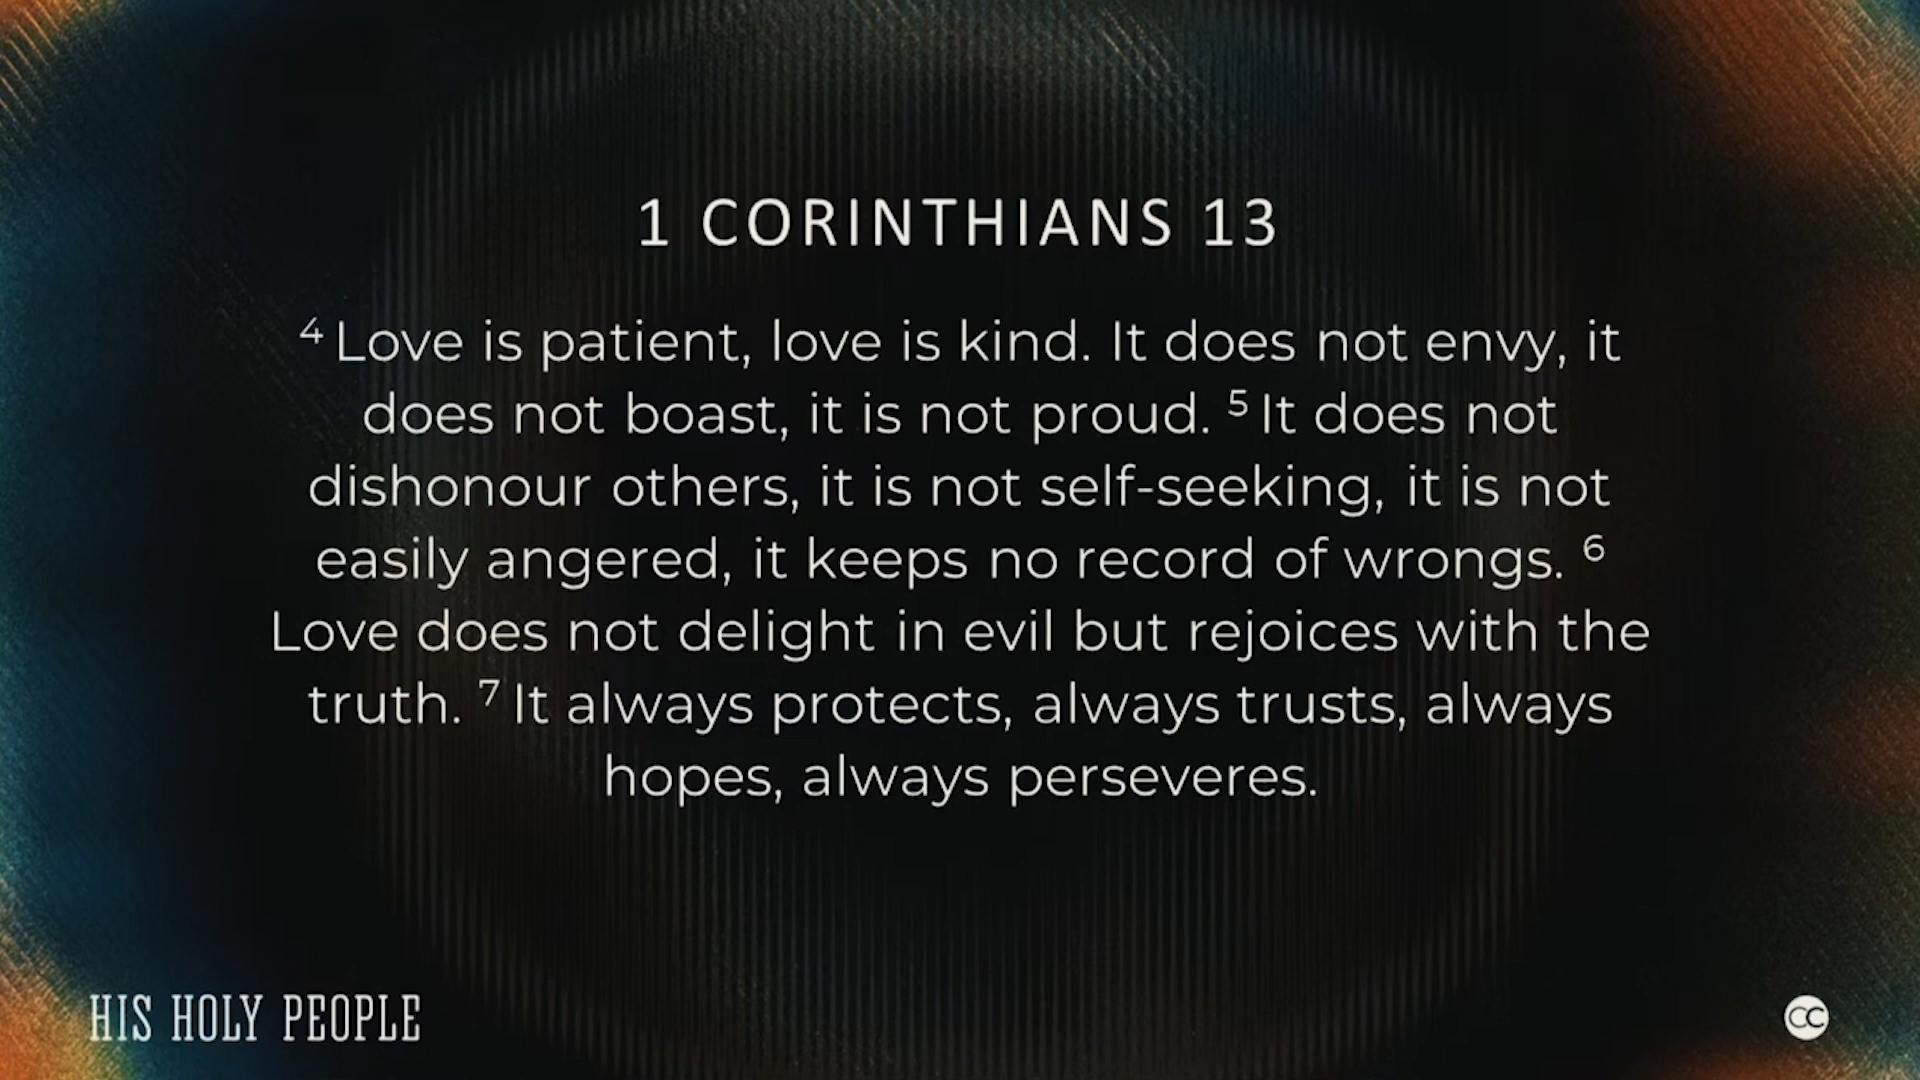 1 CORINTHIANS 13
4 Love is patient, love is kind. It does not envy, it
does not boast, it is not proud. 5 It does not
dishonour others, it is not self-seeking, it is not
easily angered, it keeps no record of wrongs. 6
Love does not delight in evil but rejoices with the
truth. 7 It always protects, always trusts, always
hopes, always perseveres.
HIS HOLY PEOPLE
CC